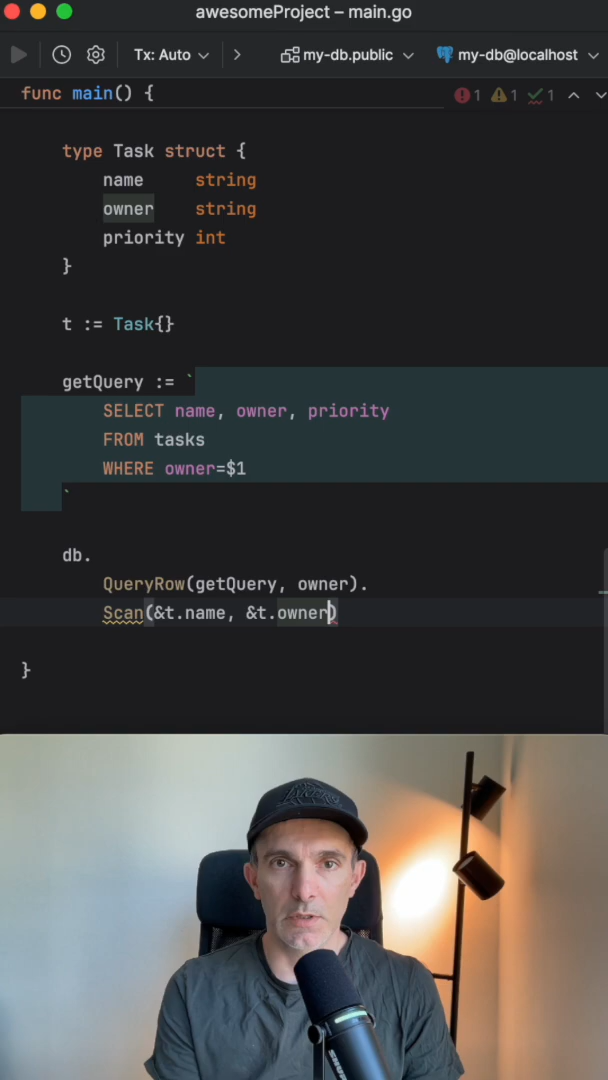 awesomeProject – main.go
Tx: Auto my-db.public my-db@localhost
func main() { 1 1 1
type Task struct {
name string
owner string
priority int
}
t := Task{}
getQuery := `
SELECT name, owner, priority
FROM tasks
WHERE owner=$1
`
db.
QueryRow(getQuery, owner).
Scan(&t.name, &t.owner)
}
SHURE